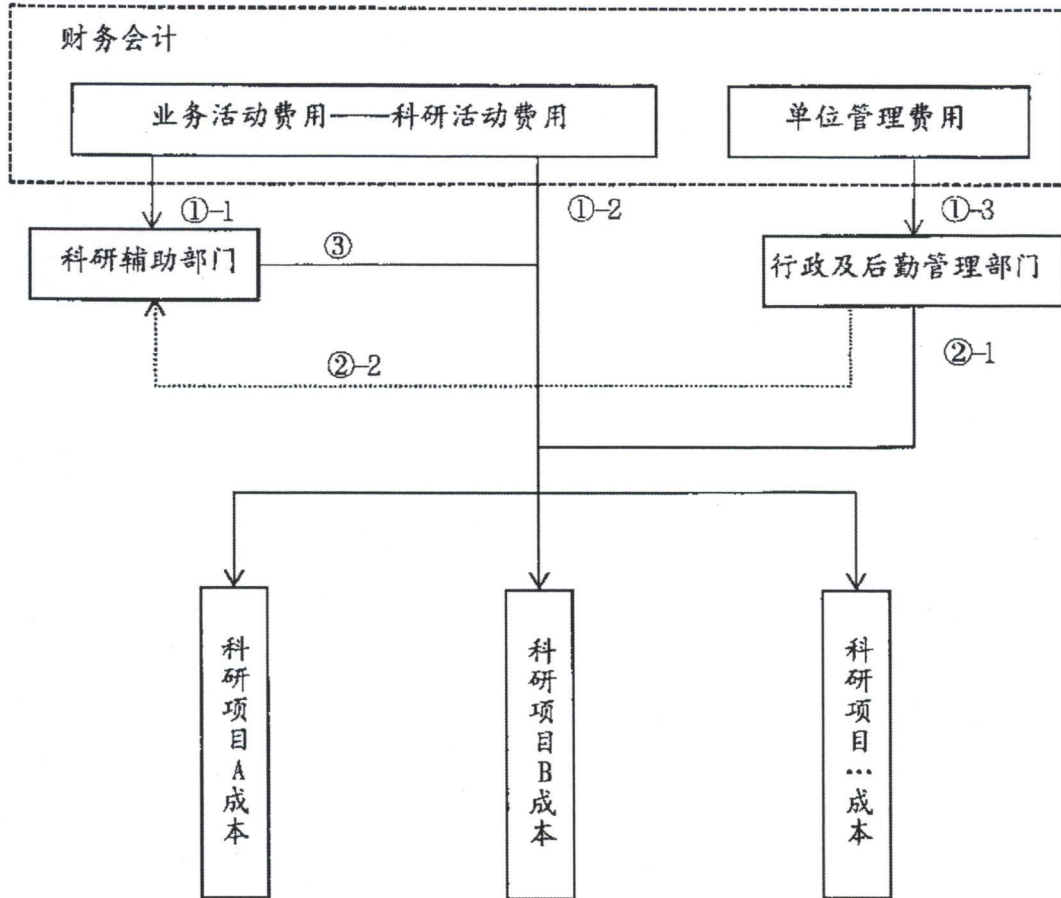 财务会计
业务活动费用——科研活动费用
单位管理费用
①-1
①-2
①-3
科研辅助部门
③
行政及后勤管理部门
②-2
②-1
科研项目A成本
科研项目B成本
科研项目…成本